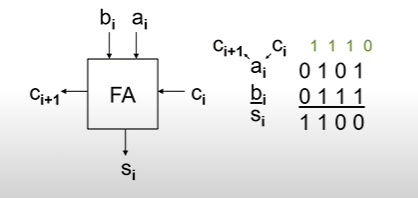 bᵢ aᵢ
cᵢ₊₁ FA cᵢ
sᵢ
cᵢ₊₁ cᵢ 1 1 1 0
aᵢ 0 1 0 1
bᵢ 0 1 1 1
sᵢ 1 1 0 0